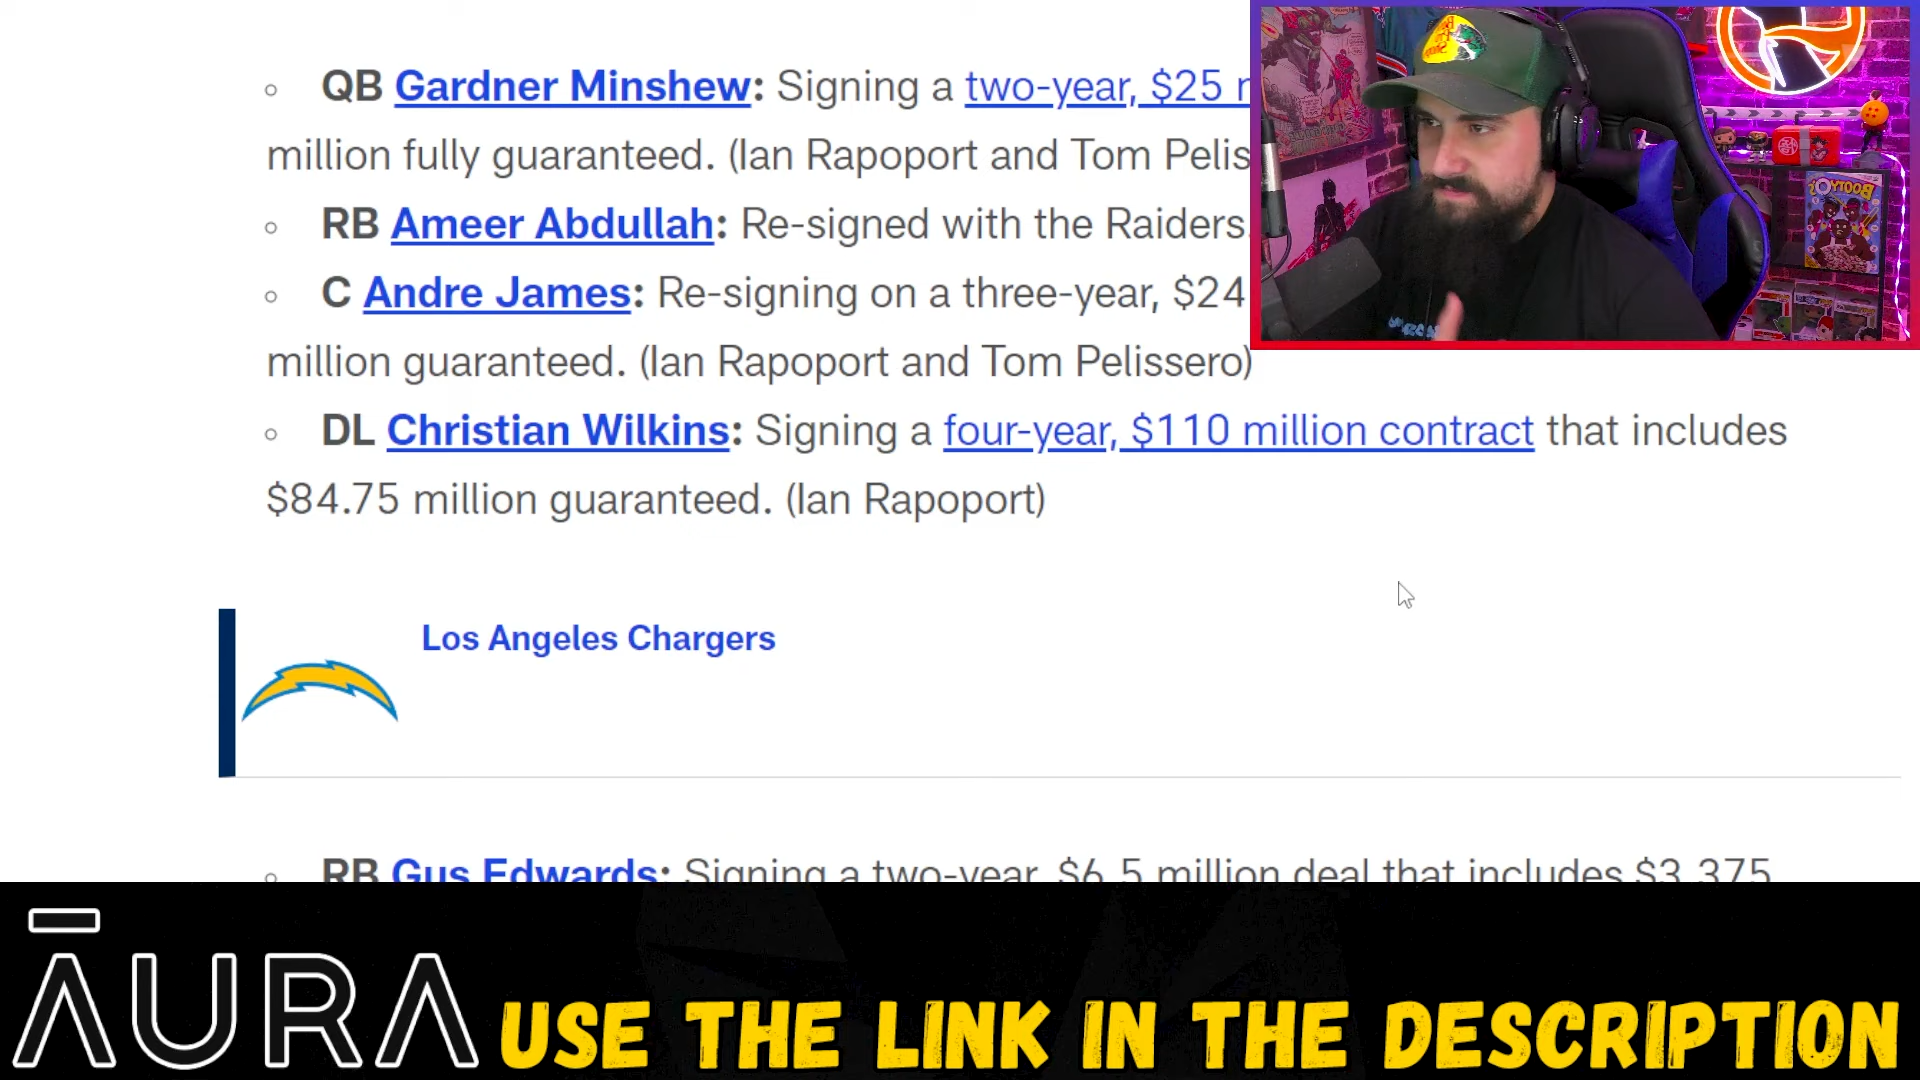 QB Gardner Minshew: Signing a two-year, $25
million fully guaranteed. (Ian Rapoport and Tom Pelis
RB Ameer Abdullah: Re-signed with the Raiders.
C Andre James: Re-signing on a three-year, $24
million guaranteed. (Ian Rapoport and Tom Pelissero)
DL Christian Wilkins: Signing a four-year, $110 million contract that includes
$84.75 million guaranteed. (Ian Rapoport)
Los Angeles Chargers
RB Gus Edwards: Signing a two-year, $6.5 million deal that includes $3.375
ĀURA USE THE LINK IN THE DESCRIPTION